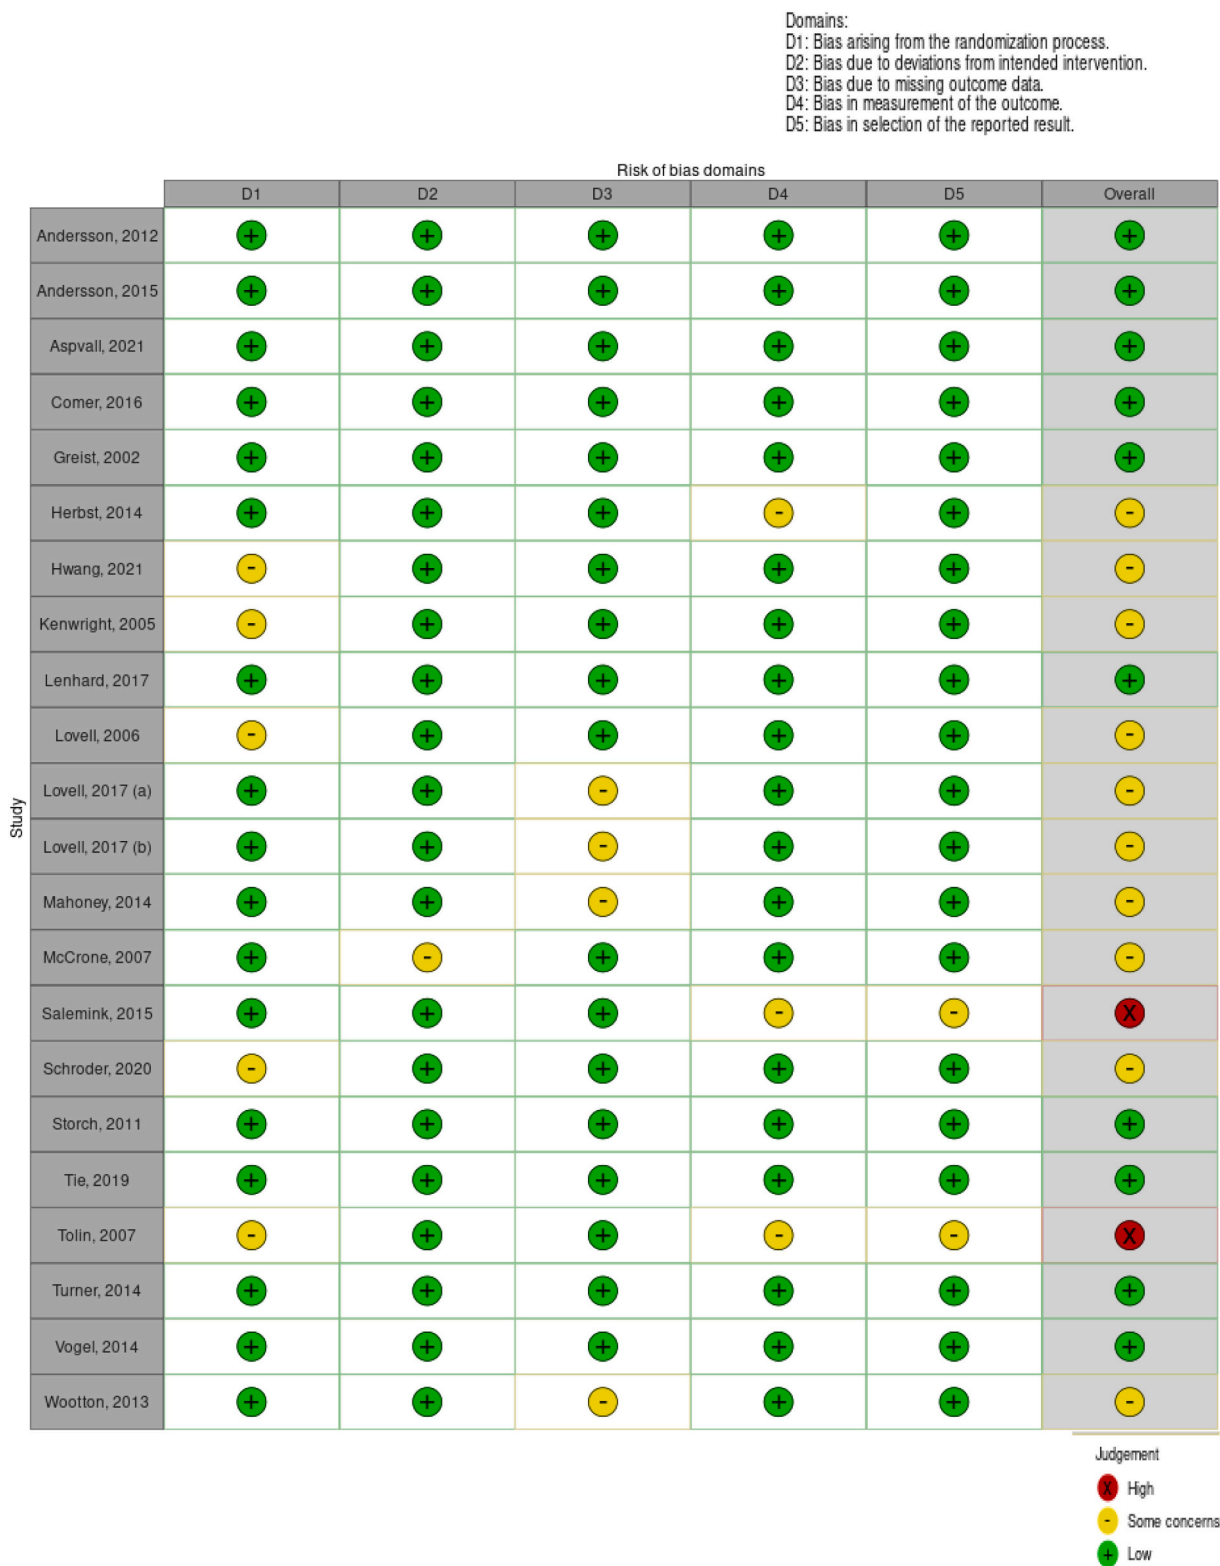 Domains:
D1: Bias arising from the randomization process.
D2: Bias due to deviations from intended intervention.
D3: Bias due to missing outcome data.
D4: Bias in measurement of the outcome.
D5: Bias in selection of the reported result.
Risk of bias domains
D1 D2 D3 D4 D5 Overall
Study
Andersson, 2012 + + + + + +
Andersson, 2015 + + + + + +
Aspvall, 2021 + + + + + +
Comer, 2016 + + + + + +
Greist, 2002 + + + + + +
Herbst, 2014 + + + - + -
Hwang, 2021 - + + + + -
Kenwright, 2005 - + + + + -
Lenhard, 2017 + + + + + +
Lovell, 2006 - + + + + -
Lovell, 2017 (a) + + - + + -
Lovell, 2017 (b) + + - + + -
Mahoney, 2014 + + - + + -
McCrone, 2007 + - + + + -
Salemink, 2015 + + + - - X
Schroder, 2020 - + + + + -
Storch, 2011 + + + + + +
Tie, 2019 + + + + + +
Tolin, 2007 - + + - - X
Turner, 2014 + + + + + +
Vogel, 2014 + + + + + +
Wootton, 2013 + + - + + -
Judgement
X High
- Some concerns
+ Low